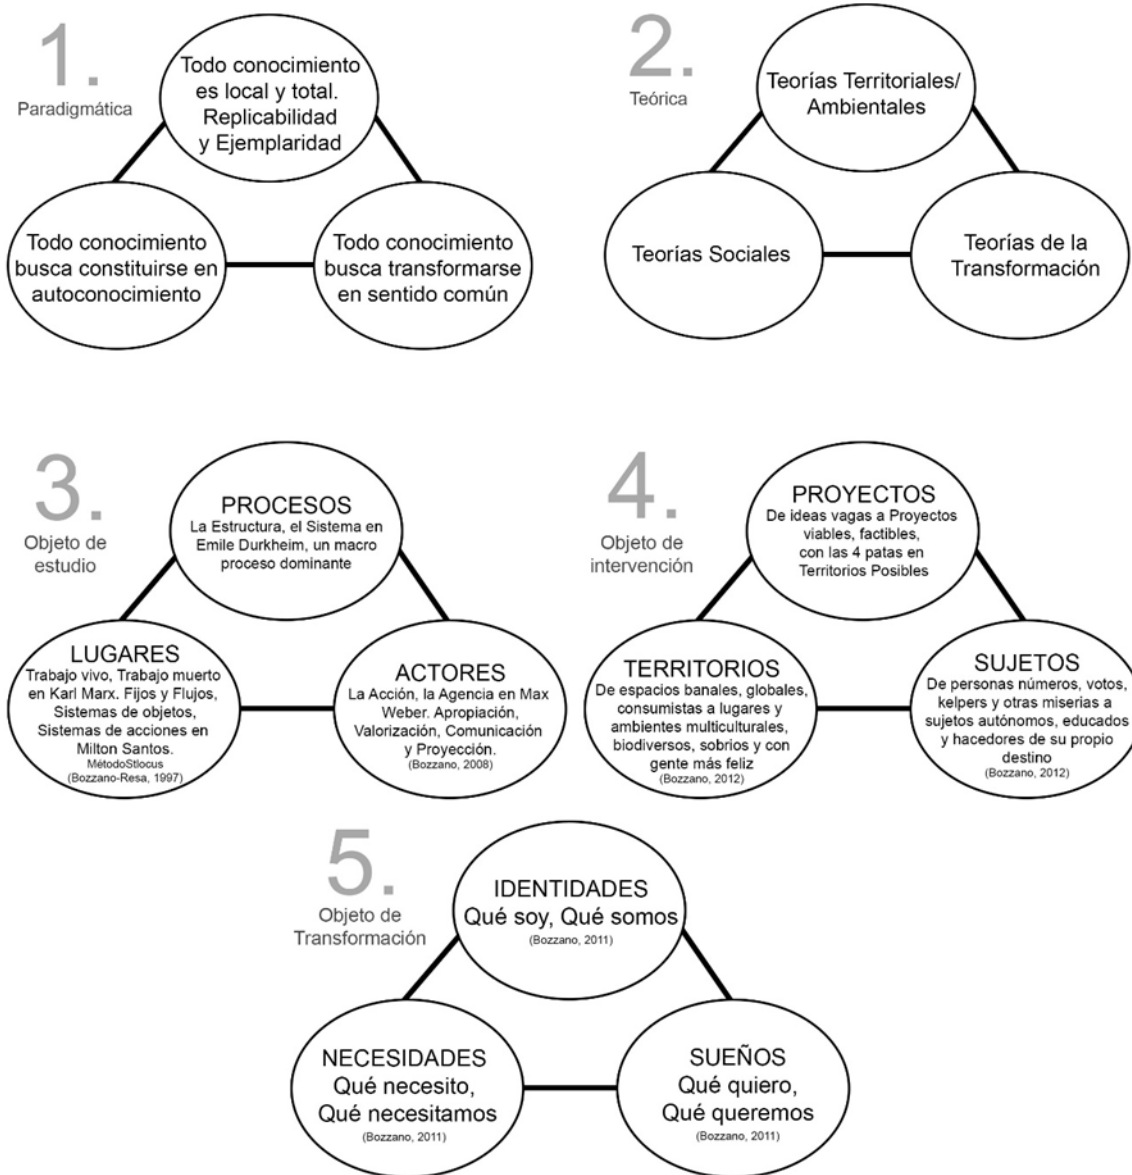 1.
Paradigmática
Todo conocimiento
es local y total.
Replicabilidad
y Ejemplaridad
Todo conocimiento
busca constituirse en
autoconocimiento
Todo conocimiento
busca transformarse
en sentido común
2.
Teórica
Teorías Territoriales/
Ambientales
Teorías Sociales
Teorías de la
Transformación
3.
Objeto de
estudio
PROCESOS
La Estructura, el Sistema en
Emile Durkheim, un macro
proceso dominante
LUGARES
Trabajo vivo, Trabajo muerto
en Karl Marx. Fijos y Flujos,
Sistemas de objetos,
Sistemas de acciones en
Milton Santos.
MétodoStlocus
(Bozzano-Resa, 1997)
ACTORES
La Acción, la Agencia en Max
Weber. Apropiación,
Valorización, Comunicación
y Proyección.
(Bozzano, 2008)
4.
Objeto de
intervención
PROYECTOS
De ideas vagas a Proyectos
viables, factibles,
con las 4 patas en
Territorios Posibles
TERRITORIOS
De espacios banales, globales,
consumistas a lugares y
ambientes multiculturales,
biodiversos, sobrios y con
gente más feliz
(Bozzano, 2012)
SUJETOS
De personas números, votos,
kelpers y otras miserias a
sujetos autónomos, educados
y hacedores de su propio
destino
(Bozzano, 2012)
5.
Objeto de
Transformación
IDENTIDADES
Qué soy, Qué somos
(Bozzano, 2011)
NECESIDADES
Qué necesito,
Qué necesitamos
(Bozzano, 2011)
SUEÑOS
Qué quiero,
Qué queremos
(Bozzano, 2011)